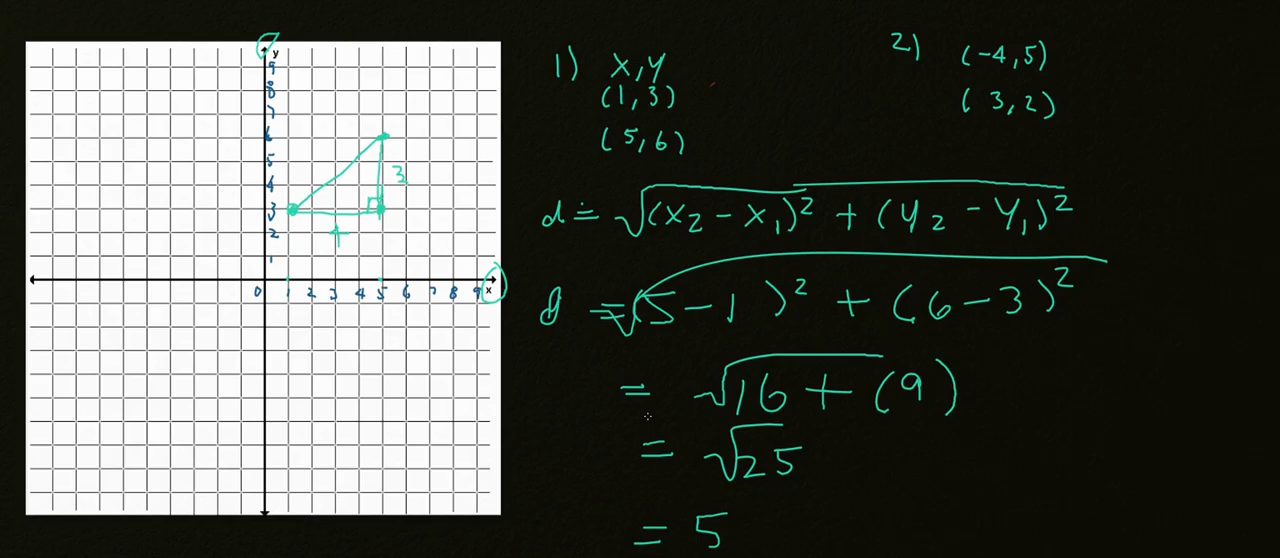 y
9
8
7
6
5
4
3
2
1
0 1 2 3 4 5 6 7 8 9 x
3
4
1) X,Y
(1,3)
(5,6)
2) (-4,5)
(3,2)
d = √(X₂ - X₁)² + (Y₂ - Y₁)²
d = √(5 - 1)² + (6 - 3)²
= √16 + (9)
= √25
= 5